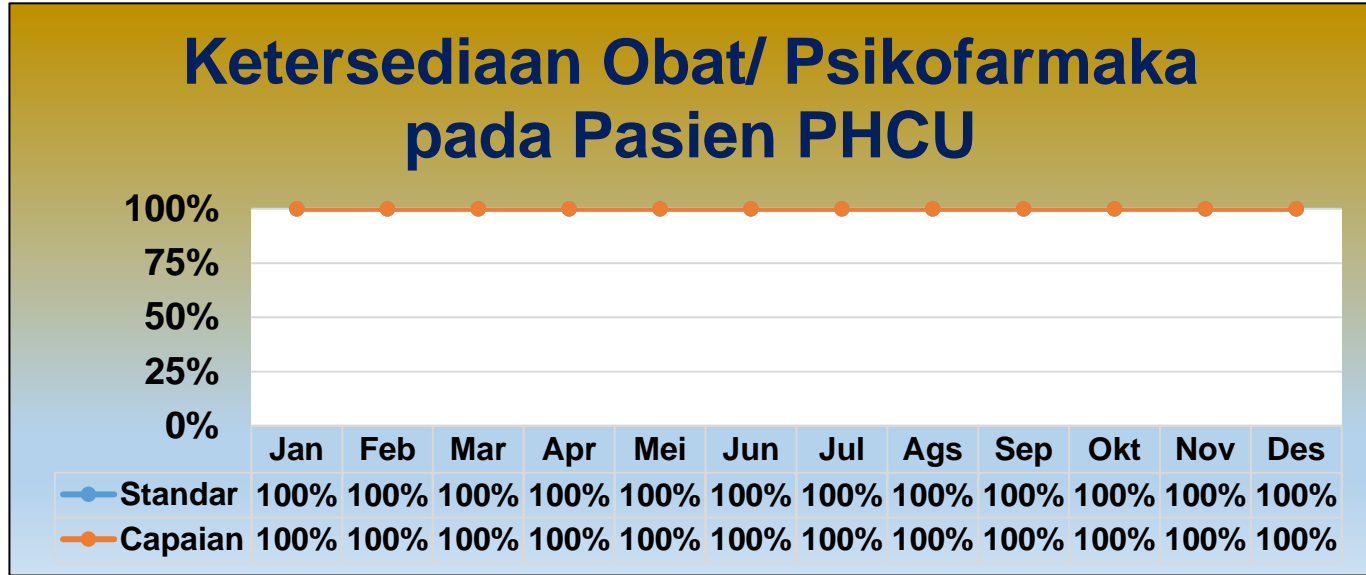 Ketersediaan Obat/ Psikofarmaka
pada Pasien PHCU
100%
75%
50%
25%
0%
Jan Feb Mar Apr Mei Jun Jul Ags Sep Okt Nov Des
Standar 100% 100% 100% 100% 100% 100% 100% 100% 100% 100% 100% 100%
Capaian 100% 100% 100% 100% 100% 100% 100% 100% 100% 100% 100% 100%